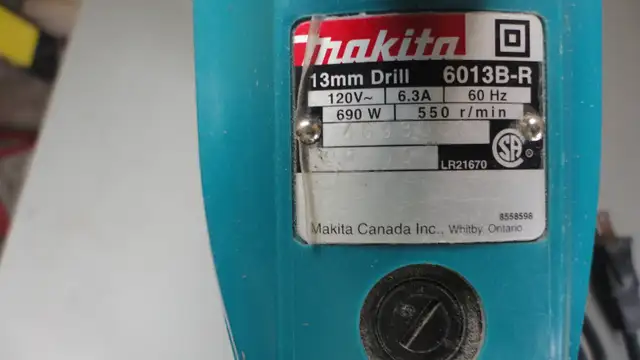 makita
13mm Drill 6013B-R
120V~ 6.3A 60 Hz
690 W 550 r/min
LR21670
8558596
Makita Canada Inc., Whitby, Ontario